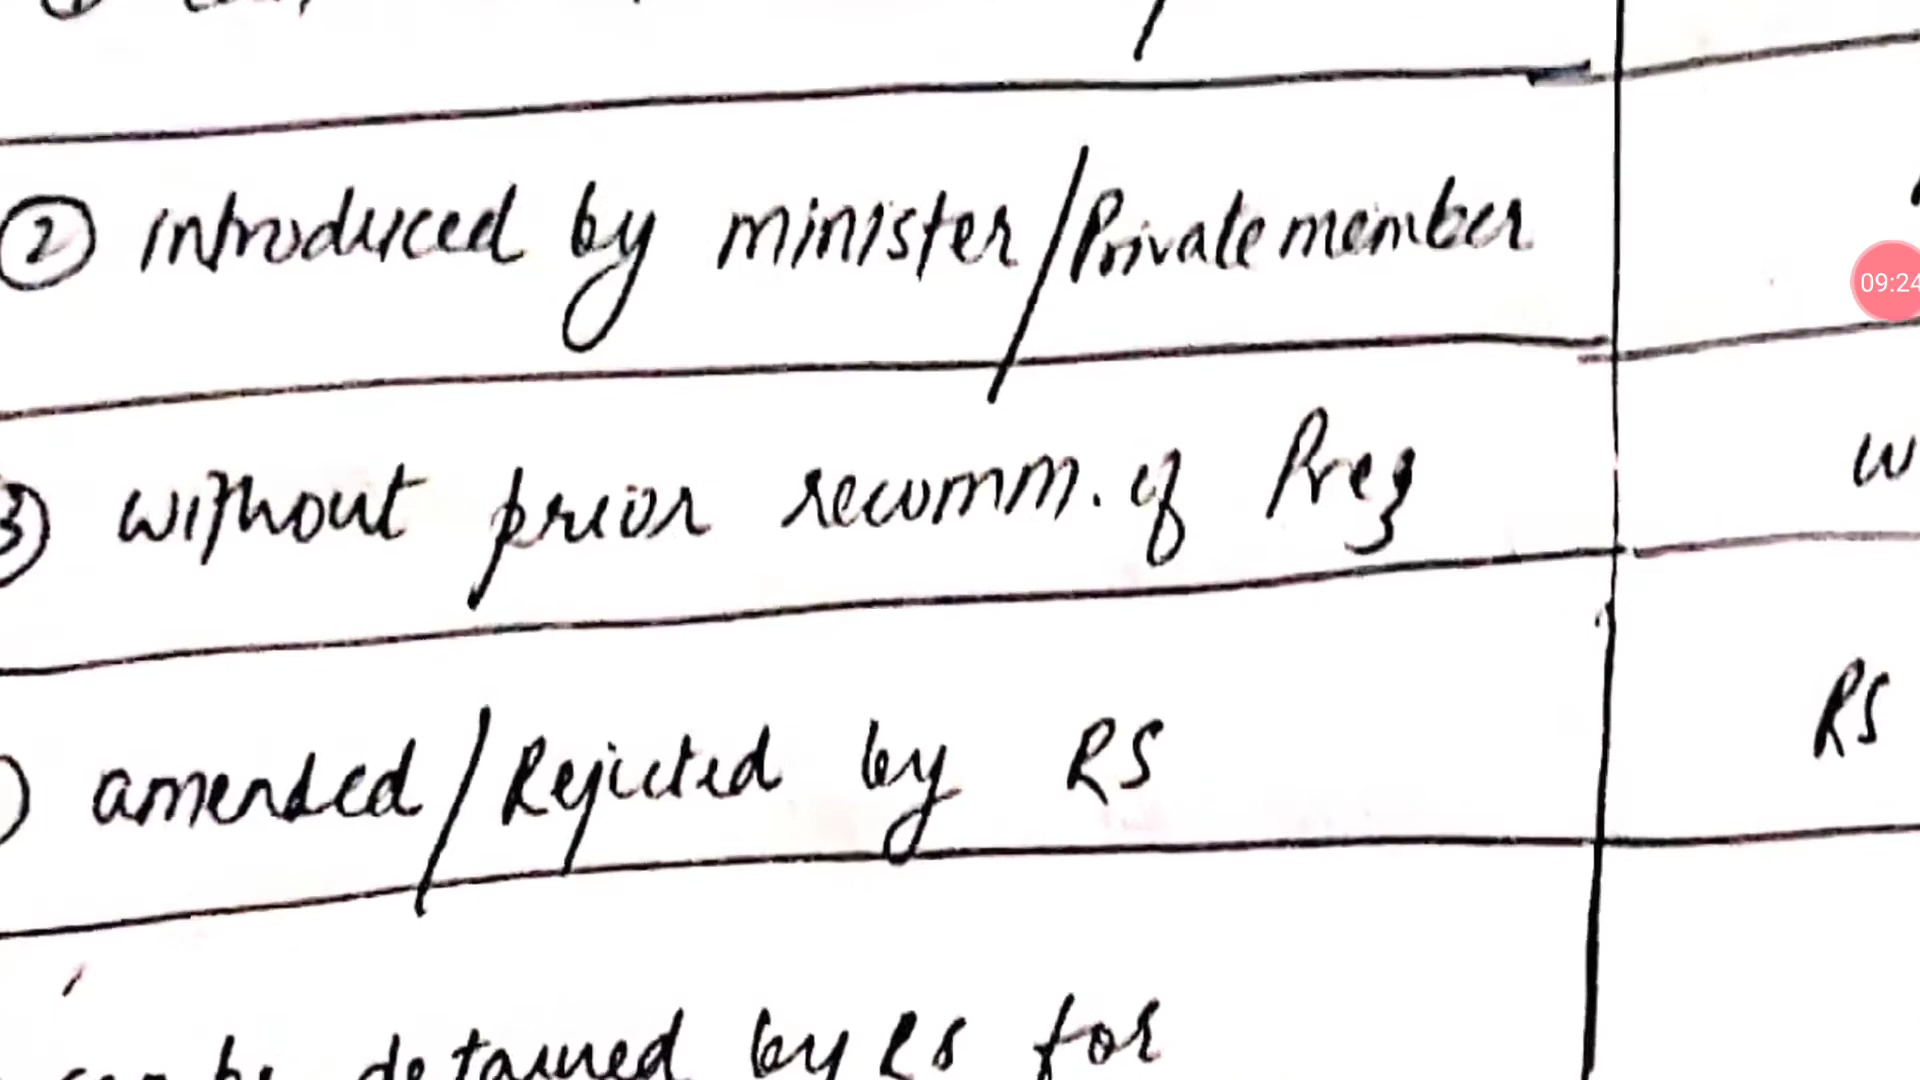 ② introduced by minister/Private member
09:24
3) without prior recomm. of Prez
w
) amended/Rejected by RS
RS
can be detained by RS for